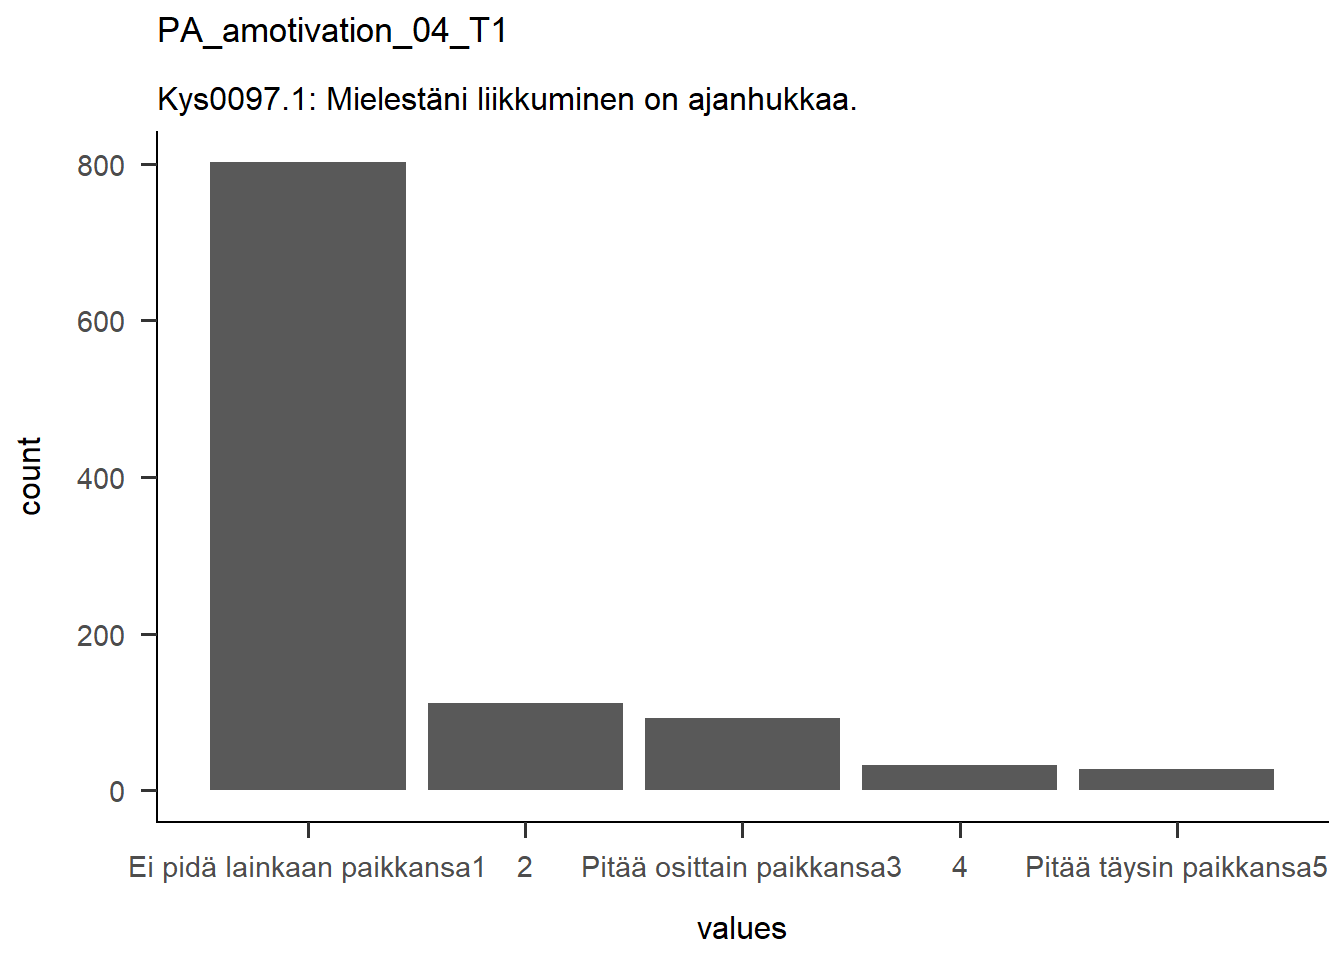 PA_amotivation_04_T1
Kys0097.1: Mielestäni liikkuminen on ajanhukkaa.
800
600
400
200
0
count
Ei pidä lainkaan paikkansa1
2
Pitää osittain paikkansa3
4
Pitää täysin paikkansa5
values